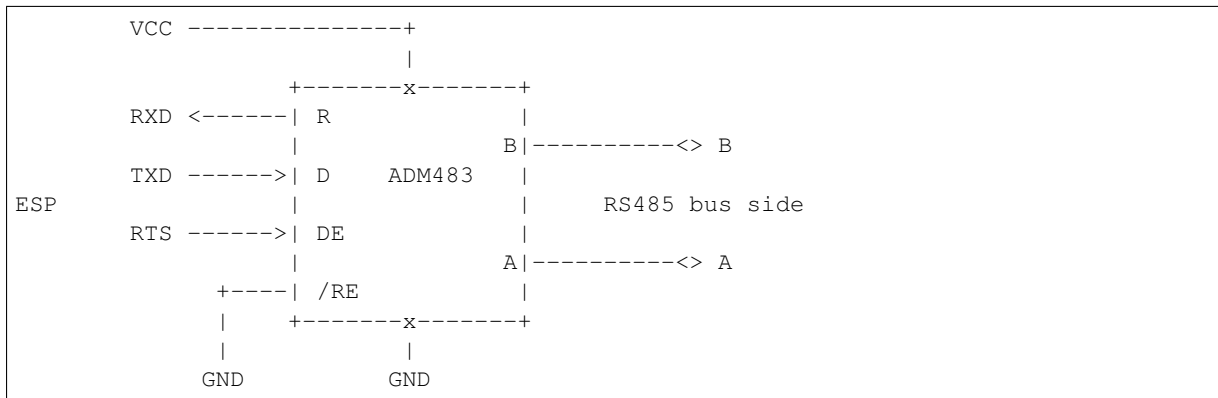 VCC ---------------+
|
+-------x-------+
RXD <------| R |
| B|----------<> B
TXD ------>| D ADM483 |
ESP | | RS485 bus side
RTS ------>| DE |
| A|----------<> A
+----| /RE |
| +-------x-------+
| |
GND GND